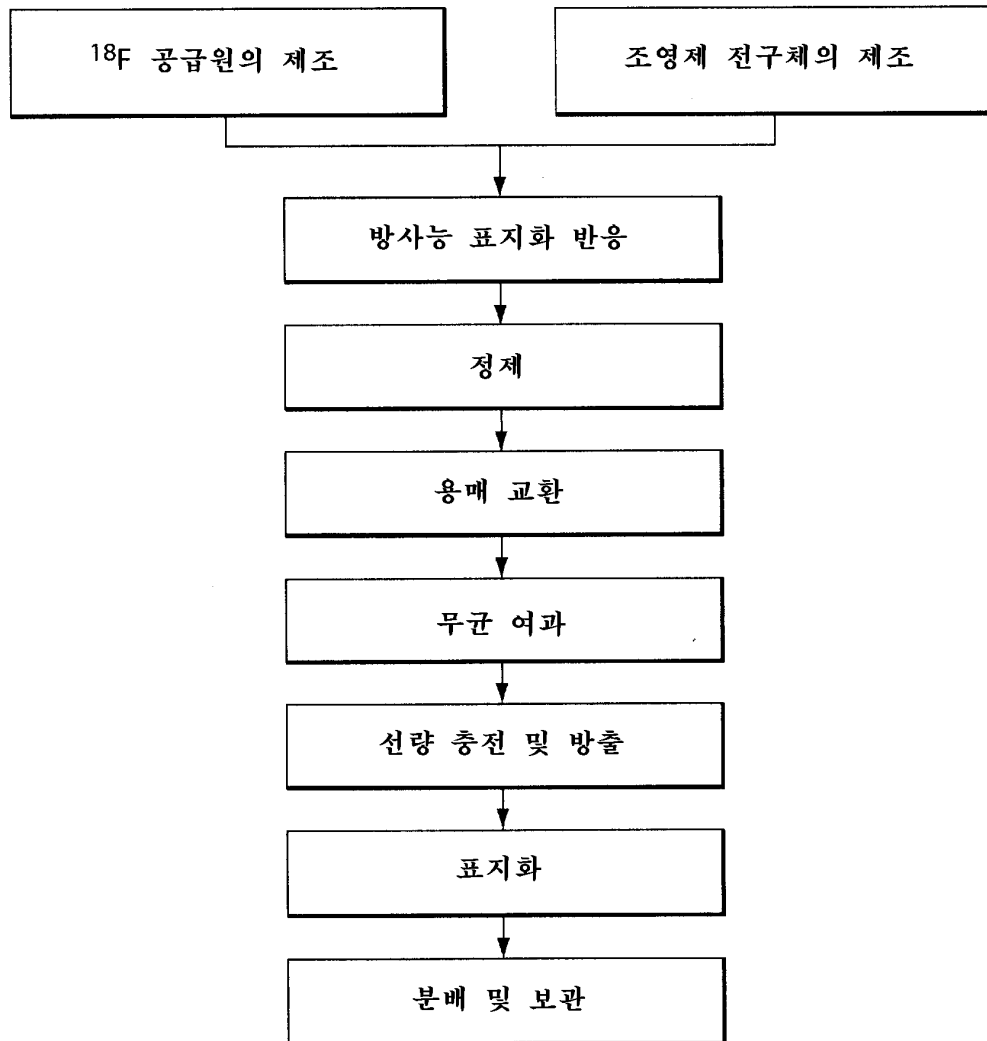 18F 공급원의 제조
조영제 전구체의 제조
방사능 표지화 반응
정제
용매 교환
무균 여과
선량 충전 및 방출
표지화
분배 및 보관